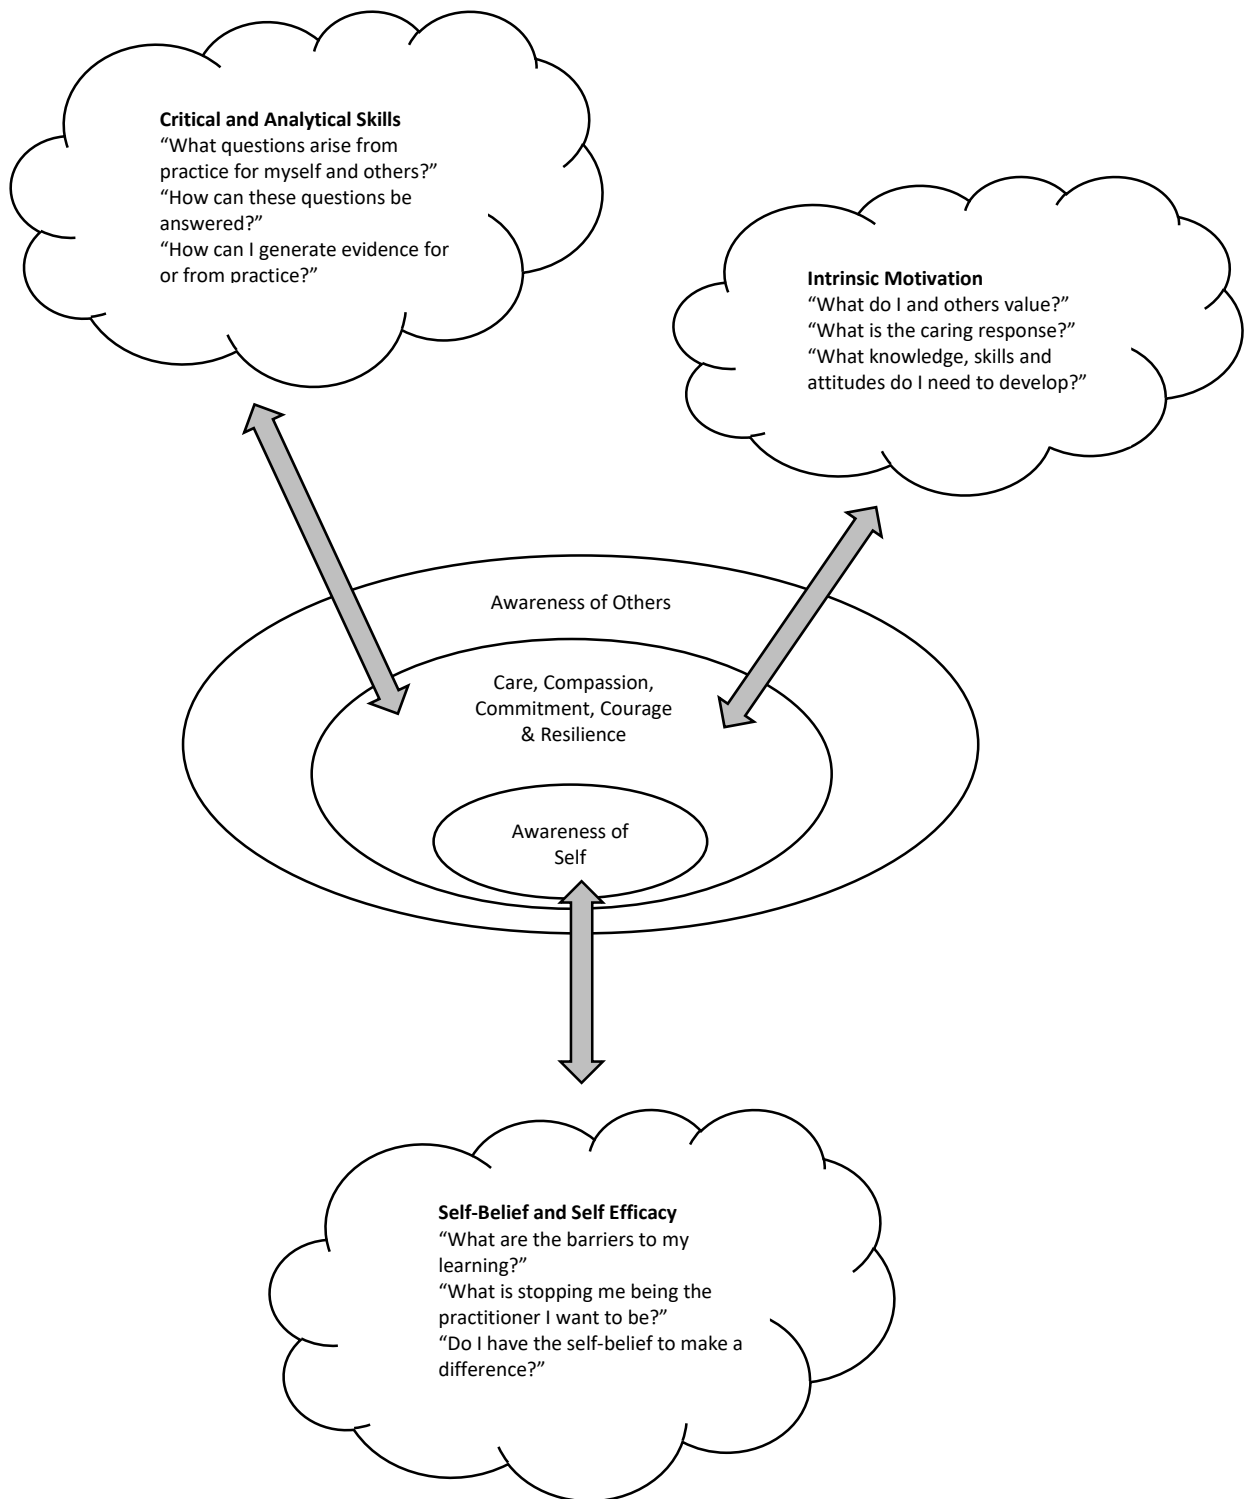 Critical and Analytical Skills
“What questions arise from
practice for myself and others?”
“How can these questions be
answered?”
“How can I generate evidence for
or from practice?”
Intrinsic Motivation
“What do I and others value?”
“What is the caring response?”
“What knowledge, skills and
attitudes do I need to develop?”
Awareness of Others
Care, Compassion,
Commitment, Courage
& Resilience
Awareness of
Self
Self-Belief and Self Efficacy
“What are the barriers to my
learning?”
“What is stopping me being the
practitioner I want to be?”
“Do I have the self-belief to make a
difference?”